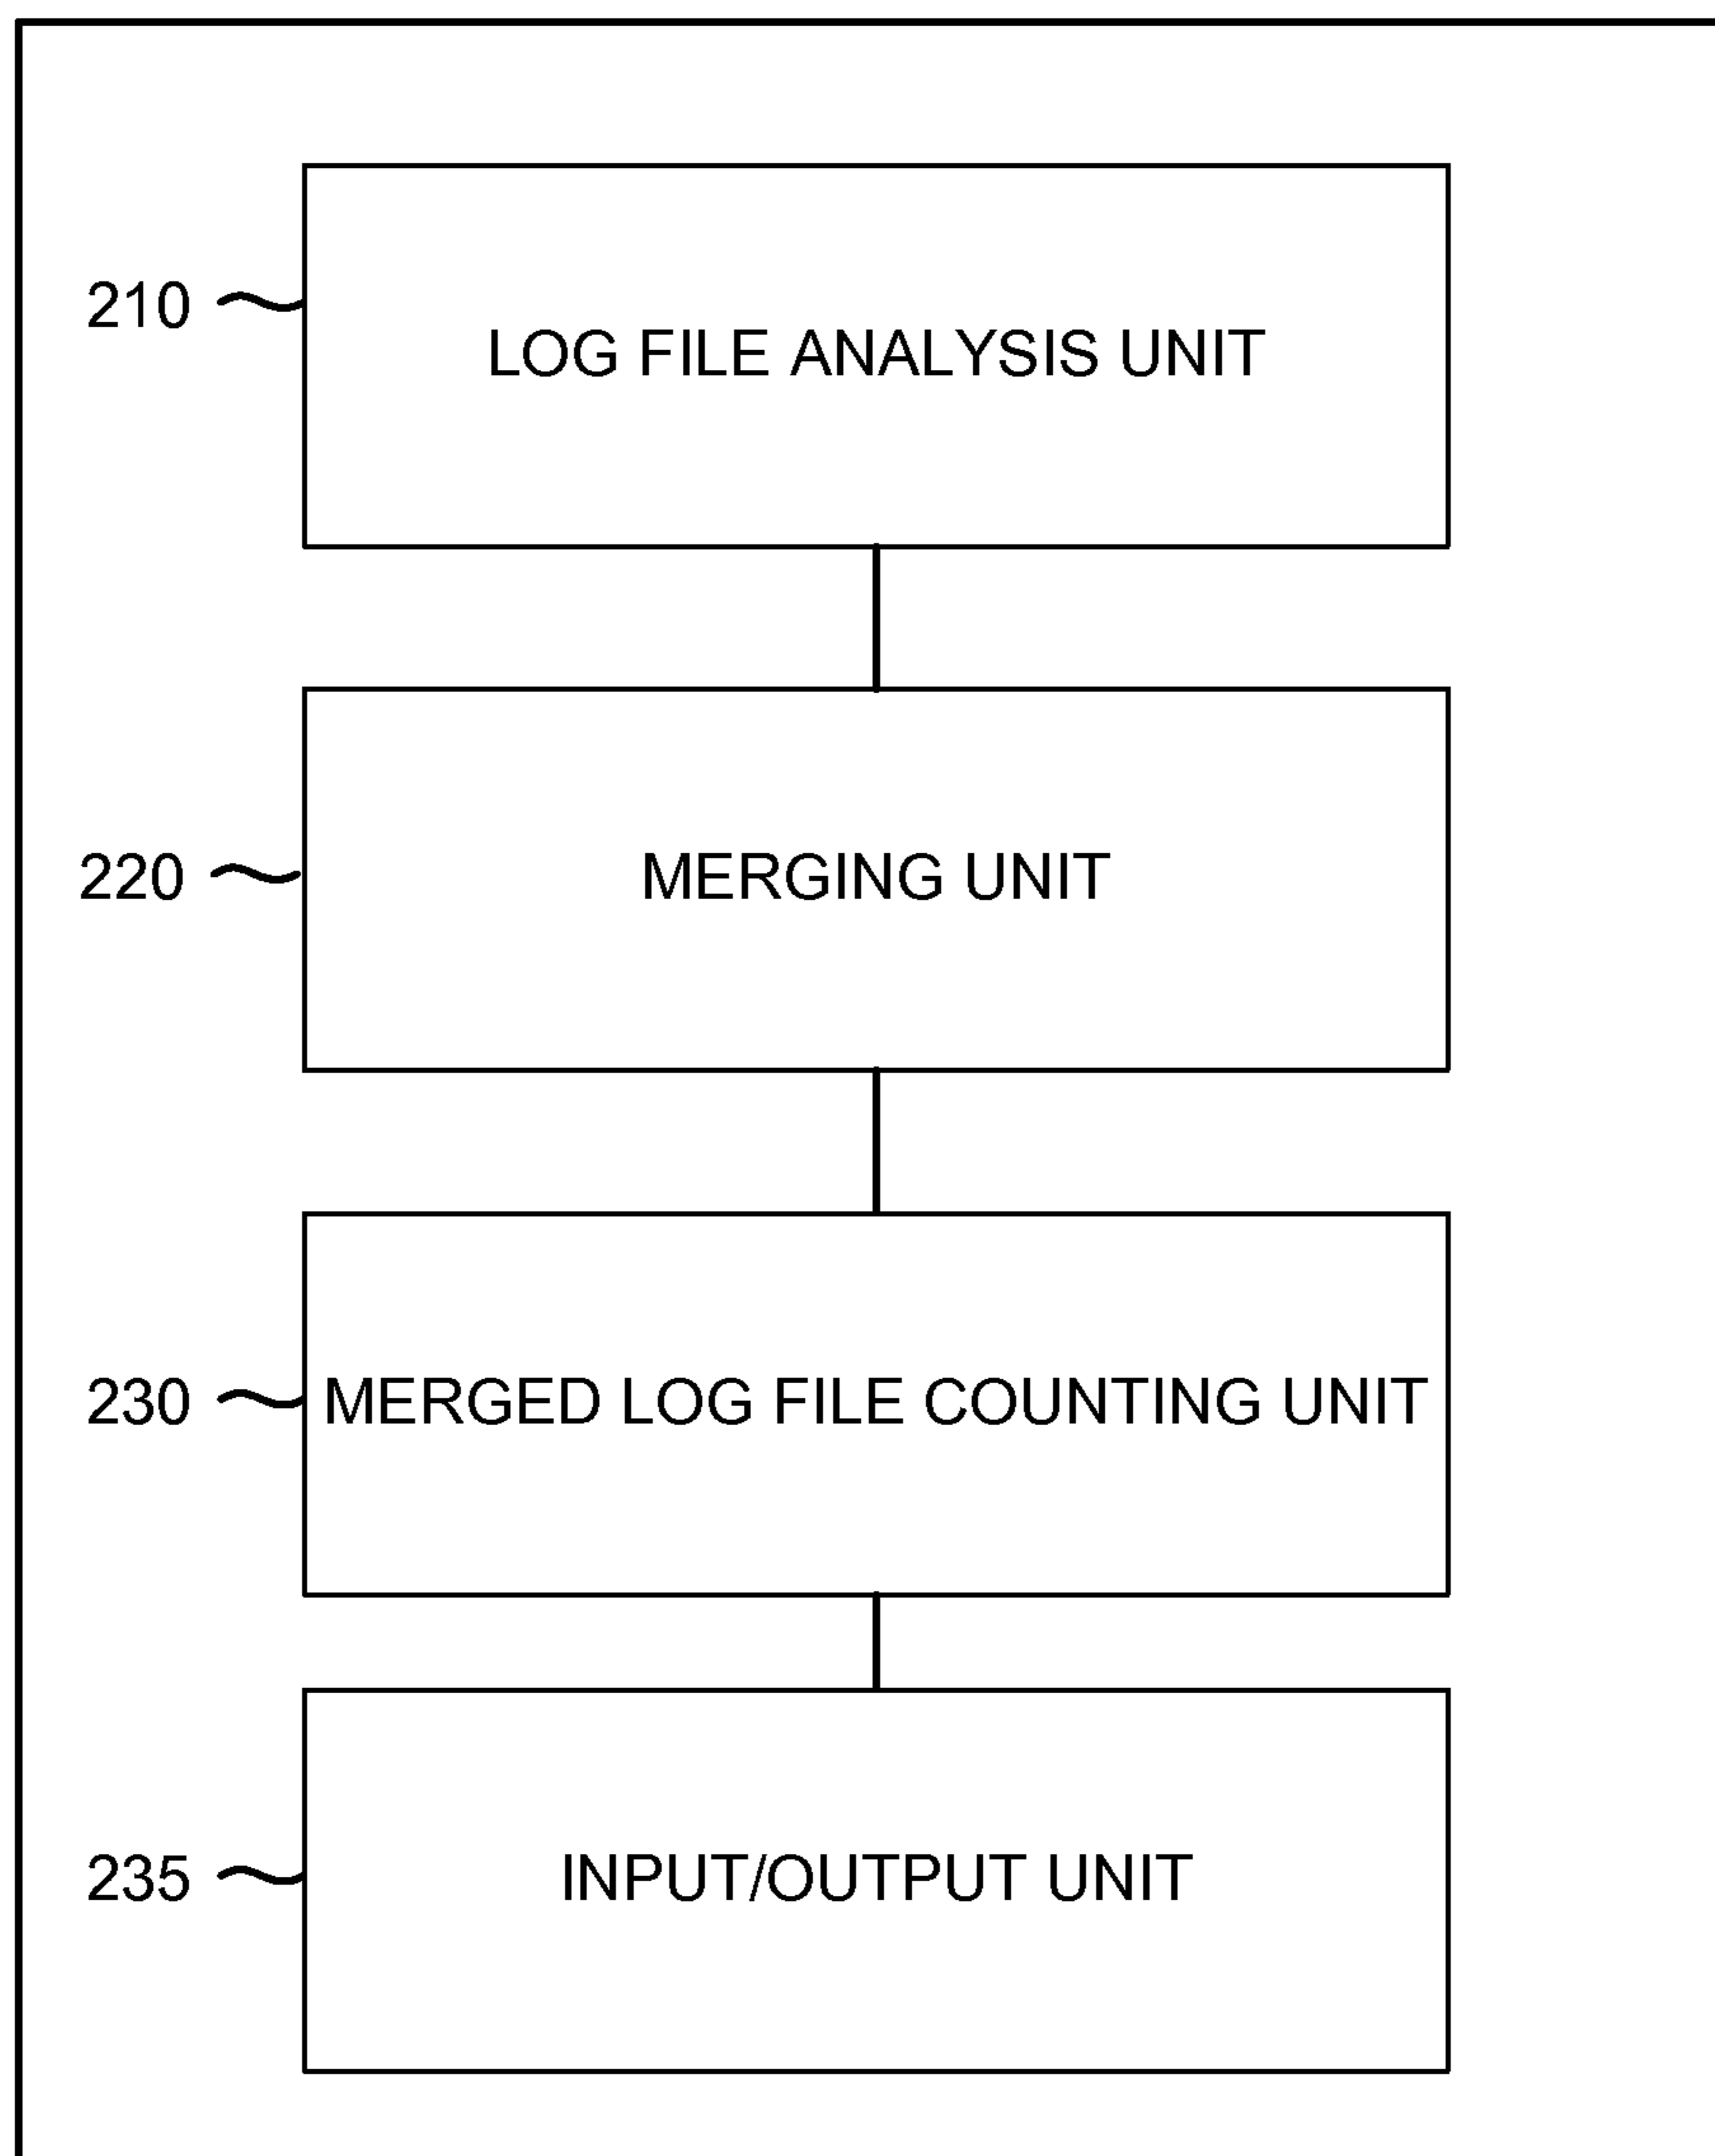 210
LOG FILE ANALYSIS UNIT
220
MERGING UNIT
230
MERGED LOG FILE COUNTING UNIT
235
INPUT/OUTPUT UNIT